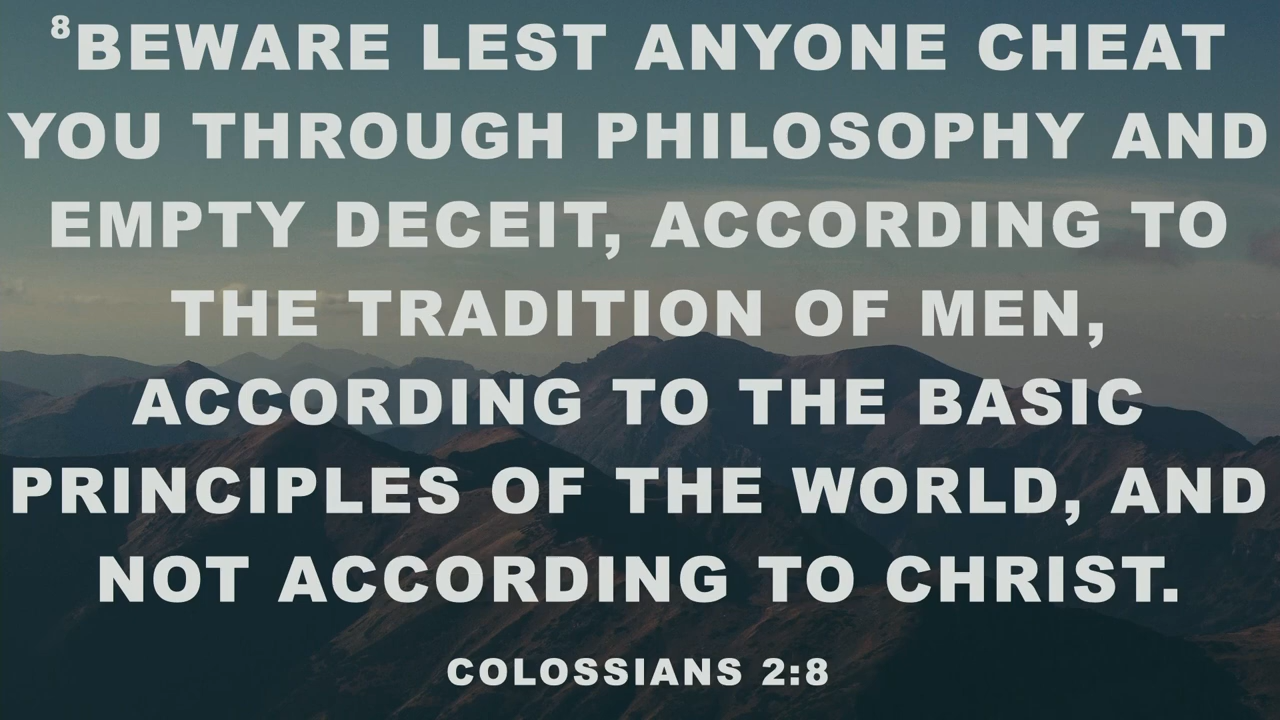 ⁸BEWARE LEST ANYONE CHEAT
YOU THROUGH PHILOSOPHY AND
EMPTY DECEIT, ACCORDING TO
THE TRADITION OF MEN,
ACCORDING TO THE BASIC
PRINCIPLES OF THE WORLD, AND
NOT ACCORDING TO CHRIST.
COLOSSIANS 2:8